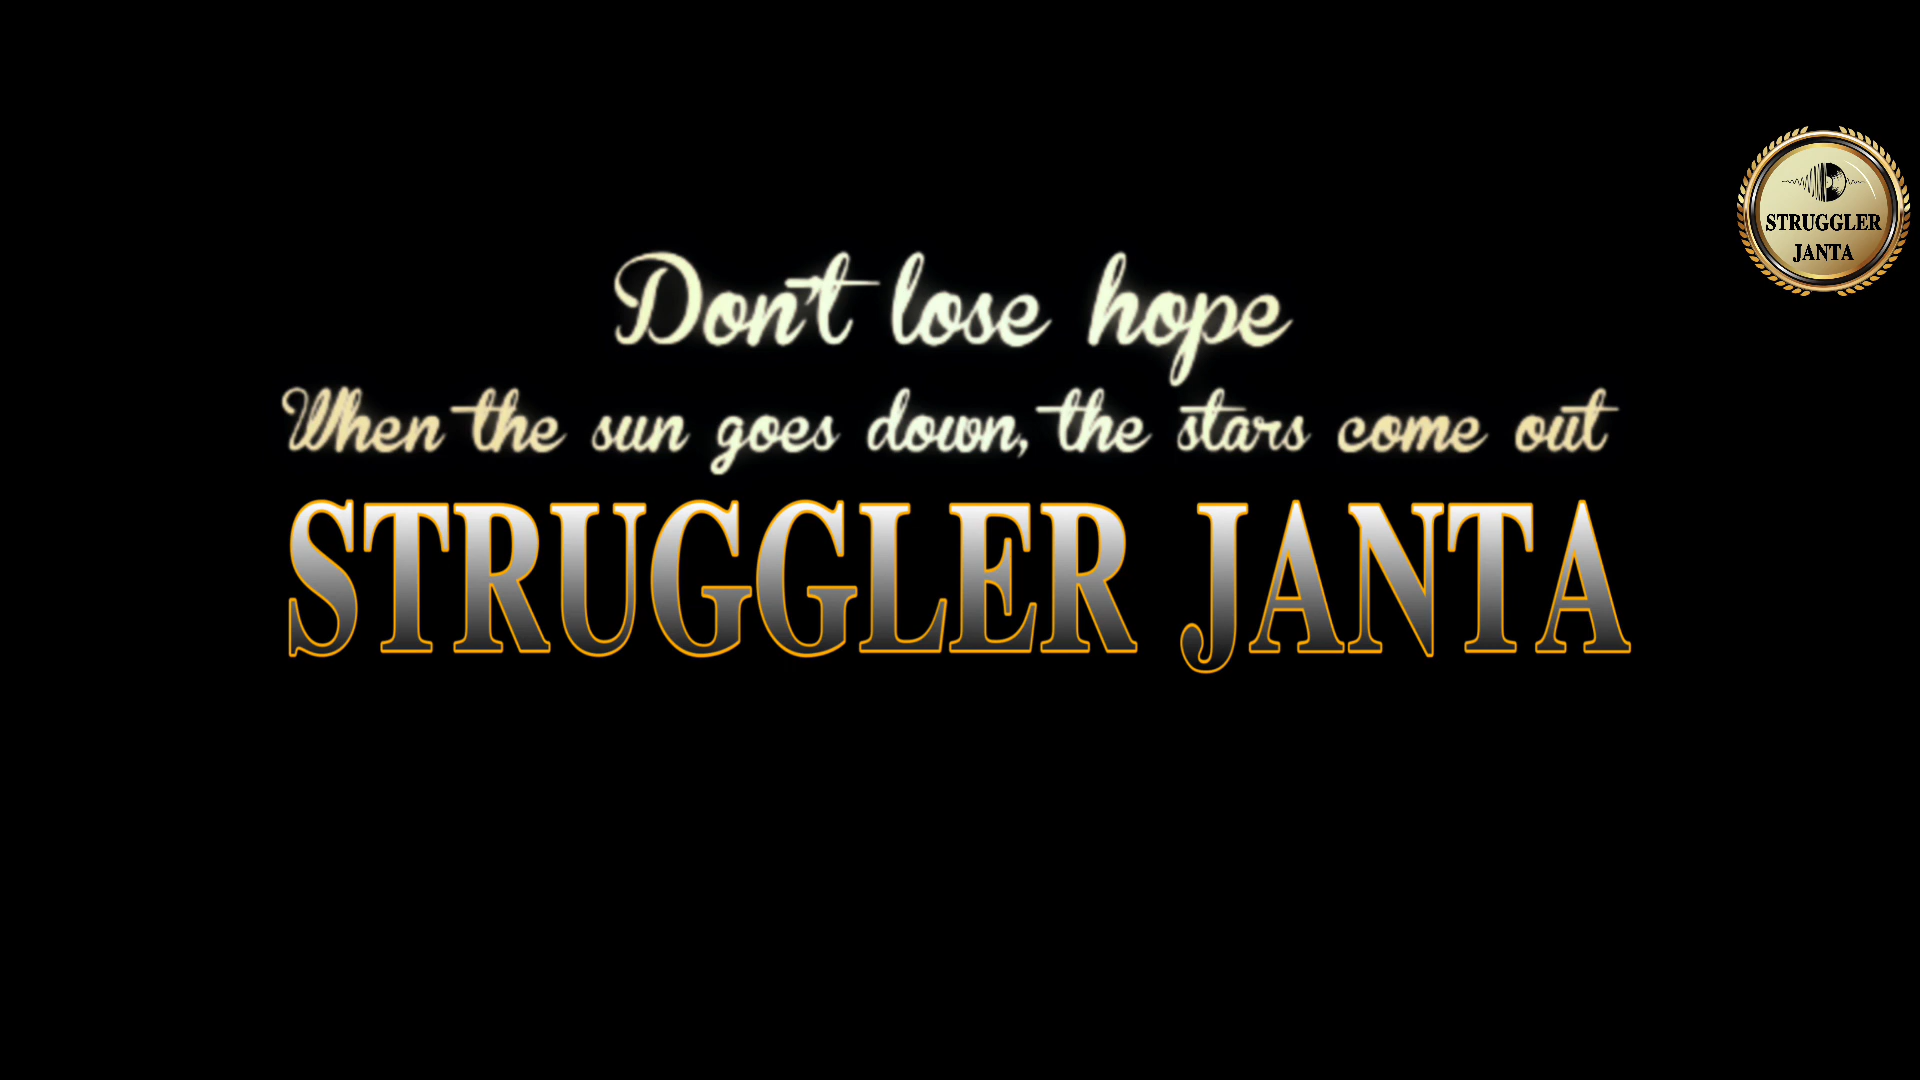 Don't lose hope
When the sun goes down, the stars come out
STRUGGLER JANTA
STRUGGLER
JANTA